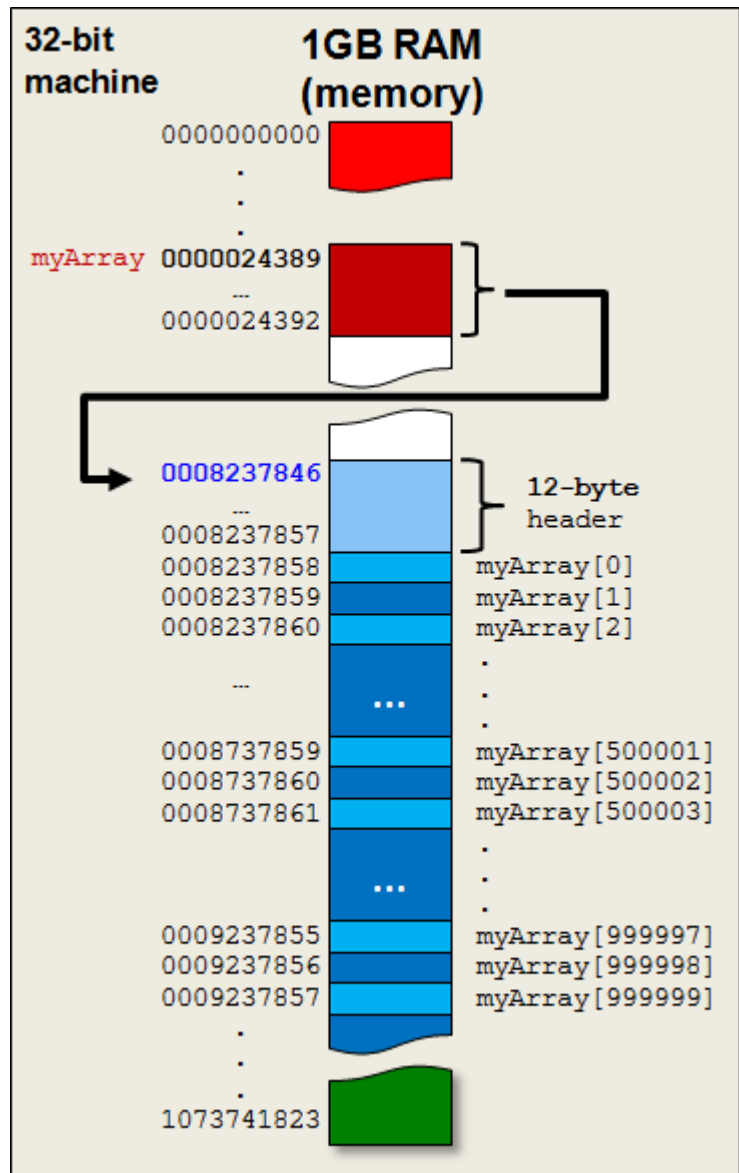 32-bit
machine
1GB RAM
(memory)
0000000000
.
.
.
myArray 0000024389
...
0000024392
0008237846
...
0008237857
12-byte
header
0008237858 myArray[0]
0008237859 myArray[1]
0008237860 myArray[2]
... ... .
.
.
0008737859 myArray[500001]
0008737860 myArray[500002]
0008737861 myArray[500003]
... .
.
.
0009237855 myArray[999997]
0009237856 myArray[999998]
0009237857 myArray[999999]
.
.
.
1073741823